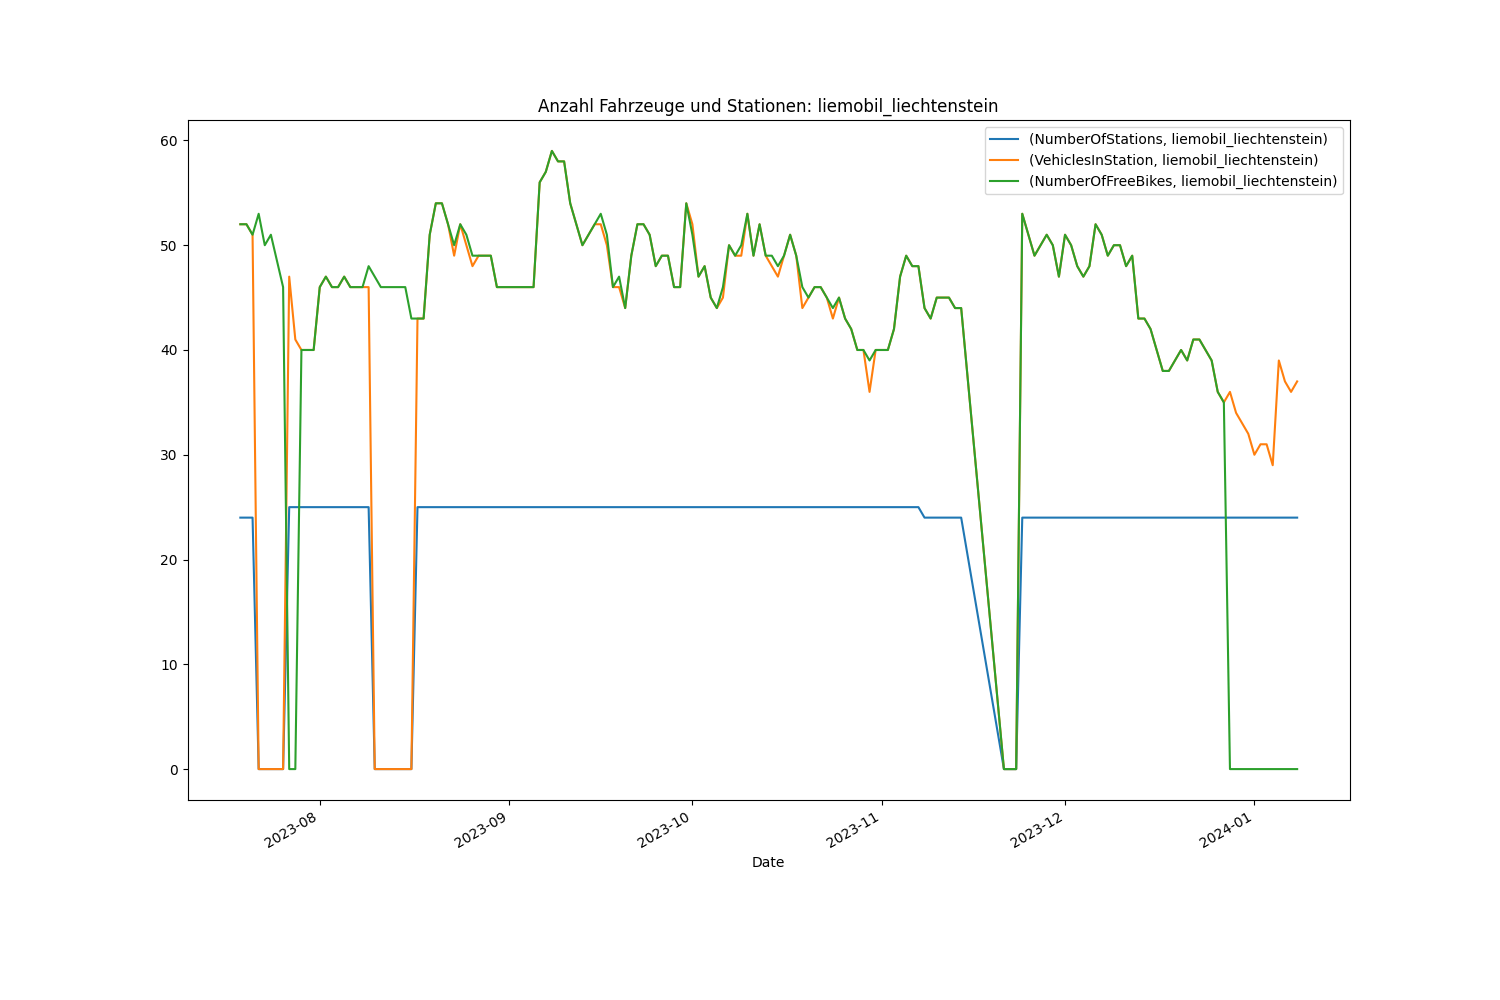 Anzahl Fahrzeuge und Stationen: liemobil_liechtenstein
(NumberOfStations, liemobil_liechtenstein)
(VehiclesInStation, liemobil_liechtenstein)
(NumberOfFreeBikes, liemobil_liechtenstein)
60
50
40
30
20
10
0
2023-08
2023-09
2023-10
2023-11
2023-12
2024-01
Date